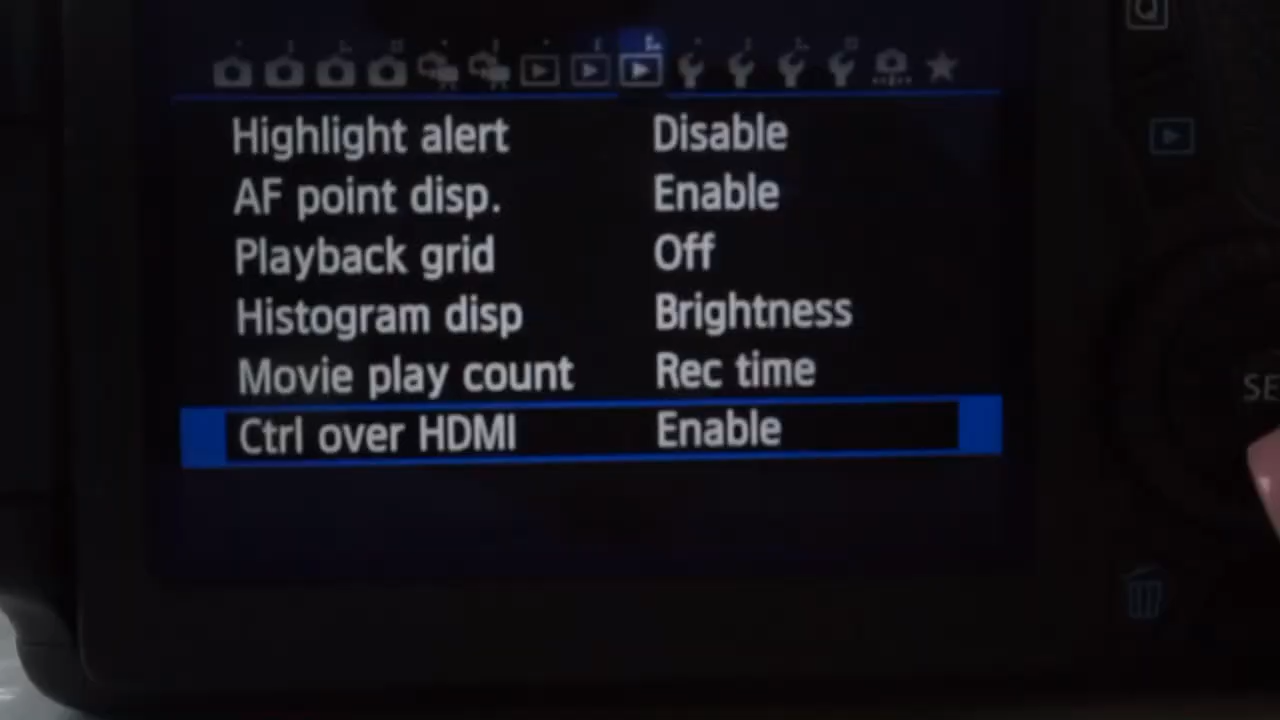 Highlight alert Disable
AF point disp. Enable
Playback grid Off
Histogram disp Brightness
Movie play count Rec time
Ctrl over HDMI Enable
Q